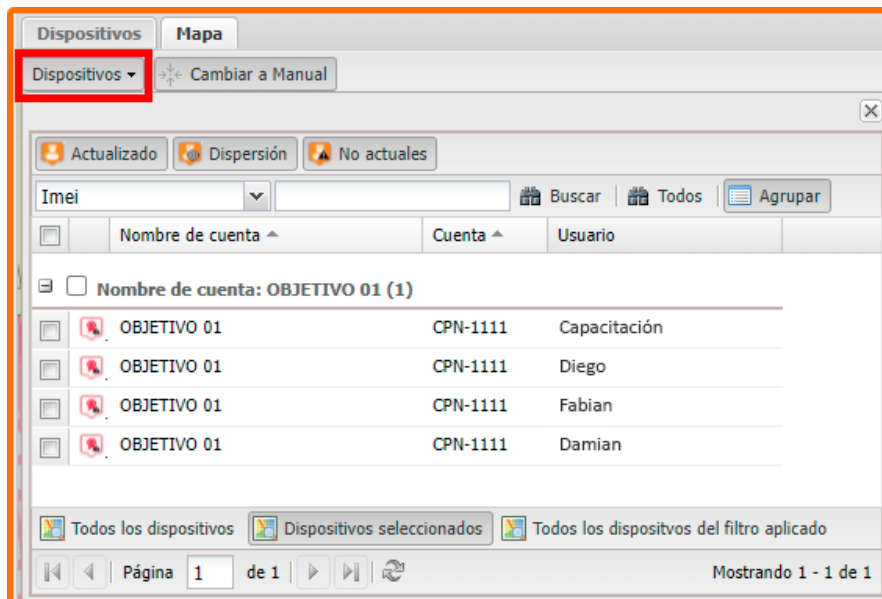 Dispositivos Mapa
Dispositivos Cambiar a Manual
Actualizado Dispersión No actuales
Imei Buscar Todos Agrupar
Nombre de cuenta Cuenta Usuario
Nombre de cuenta: OBJETIVO 01 (1)
OBJETIVO 01 CPN-1111 Capacitación
OBJETIVO 01 CPN-1111 Diego
OBJETIVO 01 CPN-1111 Fabian
OBJETIVO 01 CPN-1111 Damian
Todos los dispositivos Dispositivos seleccionados Todos los dispositvos del filtro aplicado
Página 1 de 1 Mostrando 1 - 1 de 1